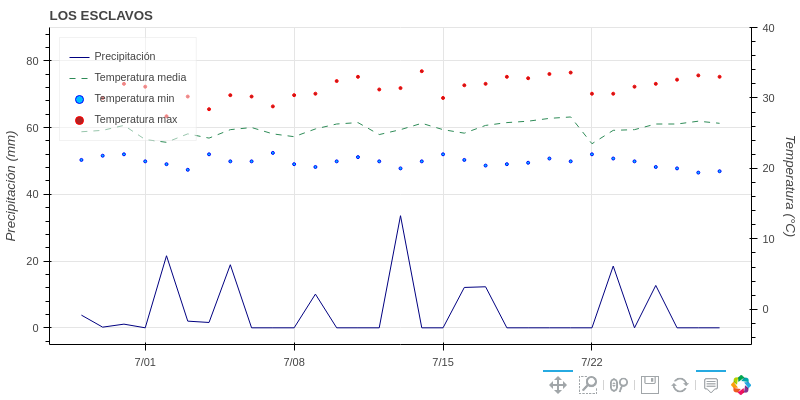 LOS ESCLAVOS
Precipitación
Temperatura media
Temperatura min
Temperatura max
Precipitación (mm)
80
60
40
20
0
Temperatura (°C)
40
30
20
10
0
7/01
7/08
7/15
7/22